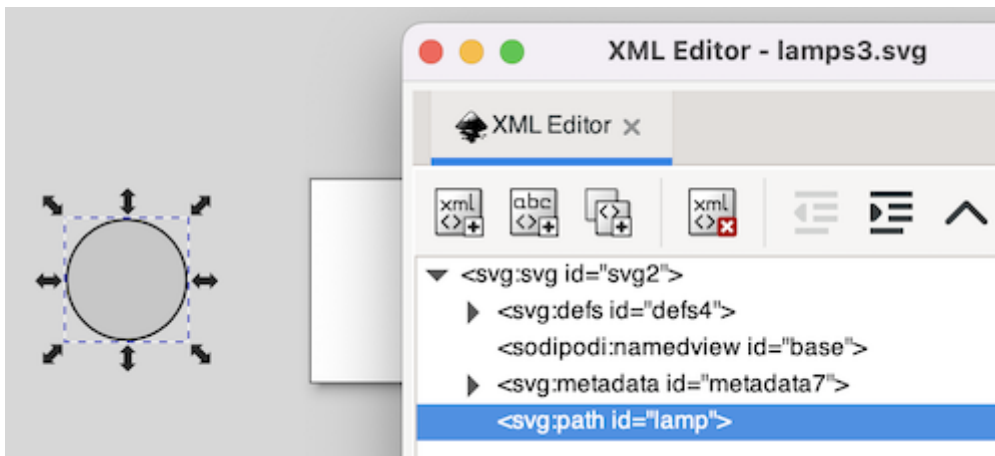 XML Editor - lamps3.svg
XML Editor ×
xml abc xml
<svg:svg id="svg2">
<svg:defs id="defs4">
<sodipodi:namedview id="base">
<svg:metadata id="metadata7">
<svg:path id="lamp">